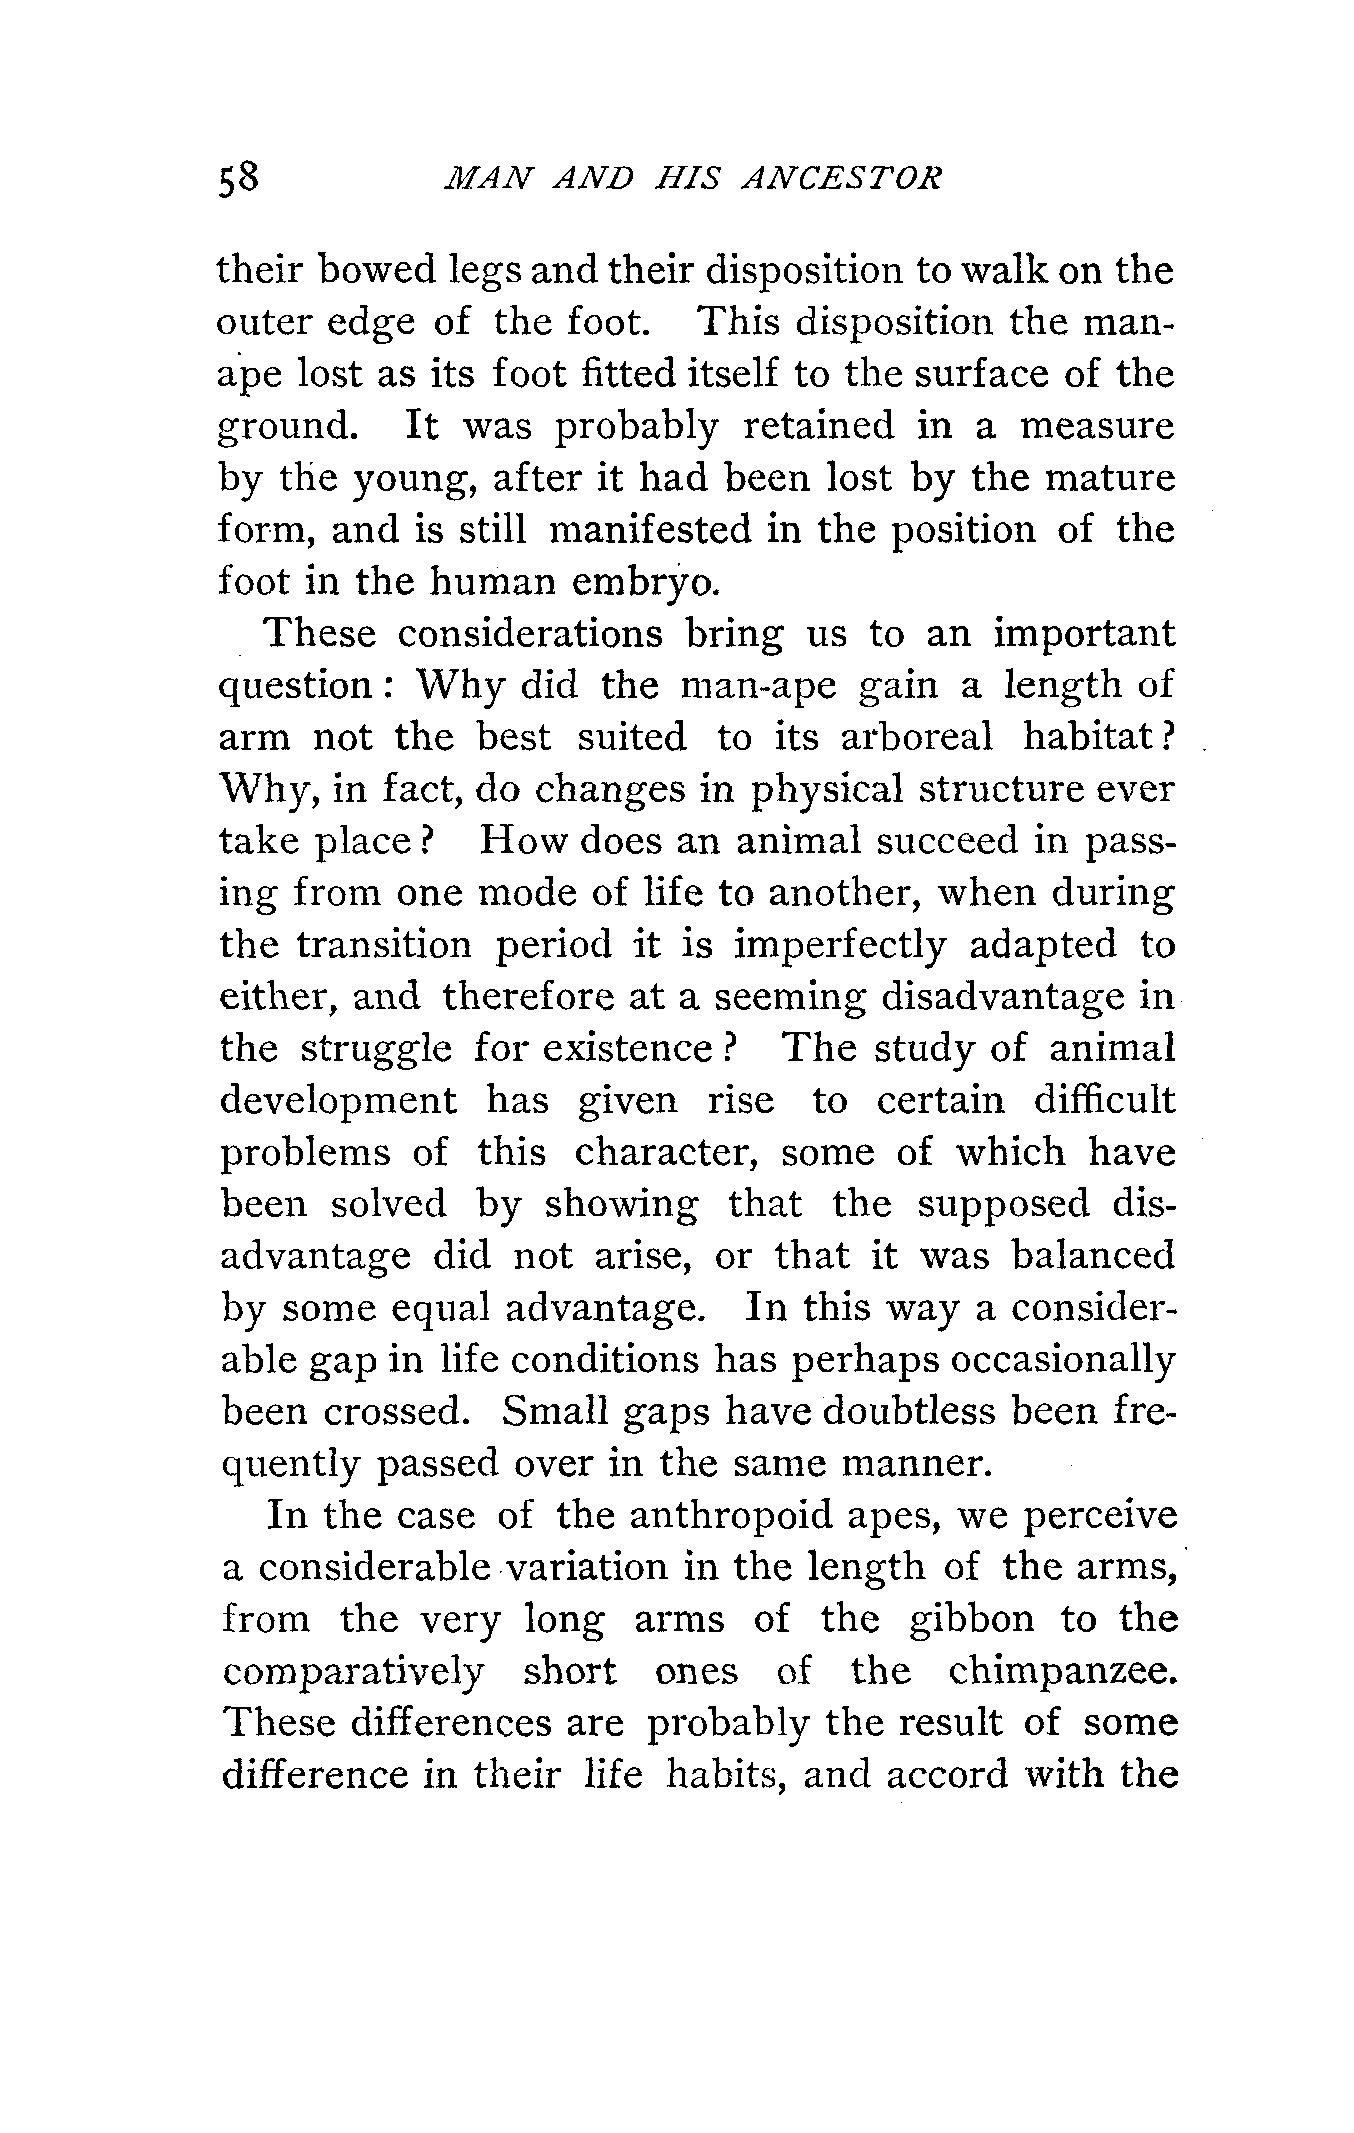 58 MAN AND HIS ANCESTOR
their bowed legs and their disposition to walk on the
outer edge of the foot. This disposition the man-
ape lost as its foot fitted itself to the surface of the
ground. It was probably retained in a measure
by the young, after it had been lost by the mature
form, and is still manifested in the position of the
foot in the human embryo.
These considerations bring us to an important
question : Why did the man-ape gain a length of
arm not the best suited to its arboreal habitat ?
Why, in fact, do changes in physical structure ever
take place ? How does an animal succeed in pass-
ing from one mode of life to another, when during
the transition period it is imperfectly adapted to
either, and therefore at a seeming disadvantage in
the struggle for existence ? The study of animal
development has given rise to certain difficult
problems of this character, some of which have
been solved by showing that the supposed dis-
advantage did not arise, or that it was balanced
by some equal advantage. In this way a consider-
able gap in life conditions has perhaps occasionally
been crossed. Small gaps have doubtless been fre-
quently passed over in the same manner.
In the case of the anthropoid apes, we perceive
a considerable variation in the length of the arms,
from the very long arms of the gibbon to the
comparatively short ones of the chimpanzee.
These differences are probably the result of some
difference in their life habits, and accord with the